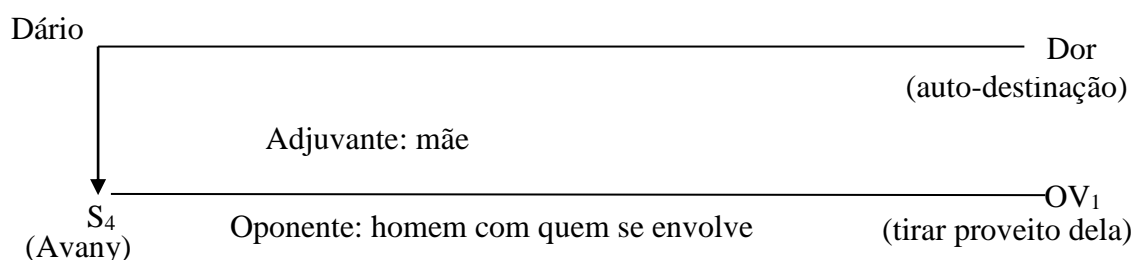 Dário
Dor
(auto-destinação)
Adjuvante: mãe
S₄
OV₁
Oponente: homem com quem se envolve
(tirar proveito dela)
(Avany)